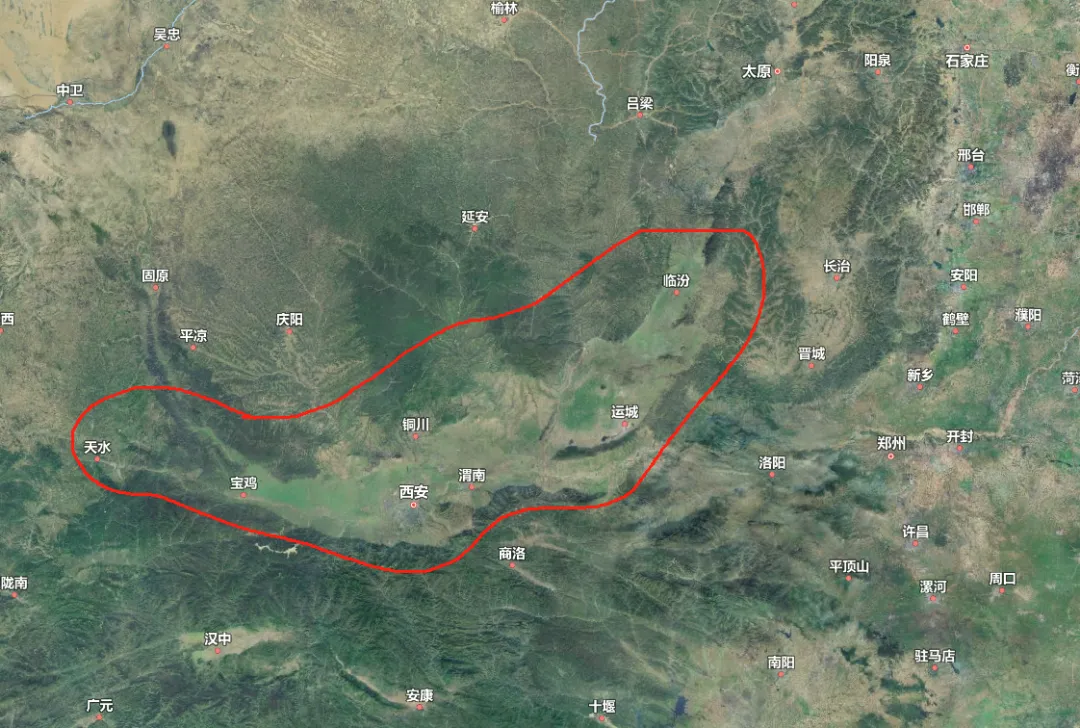 榆林
吴忠
石家庄
阳泉
太原
衡
中卫
吕梁
邢台
邯郸
延安
长治
安阳
固原
临汾
西
庆阳
鹤壁
濮阳
平凉
晋城
新乡
菏泽
运城
铜川
开封
郑州
天水
洛阳
渭南
宝鸡
西安
许昌
商洛
平顶山
周口
陇南
漯河
汉中
驻马店
南阳
安康
广元
十堰